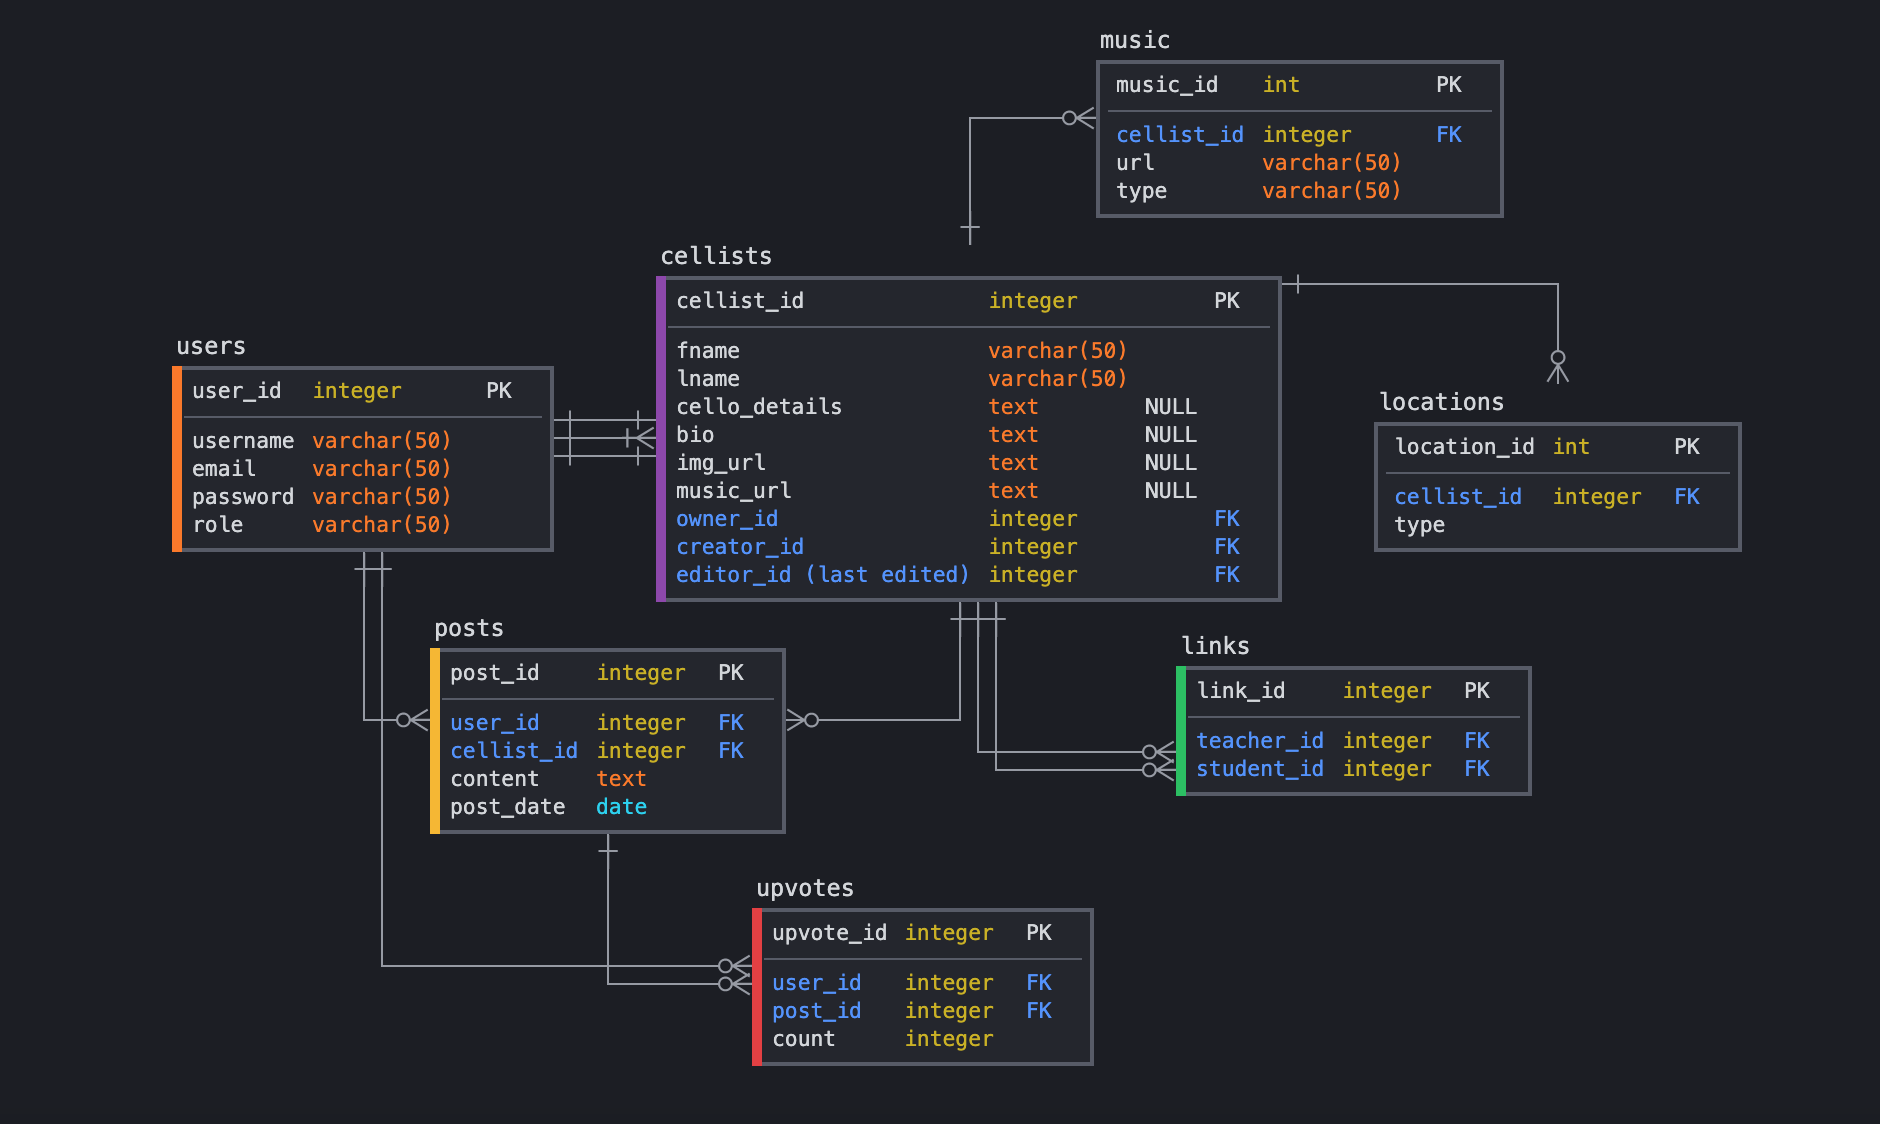 music
music_id int PK
cellist_id integer FK
url varchar(50)
type varchar(50)
cellists
cellist_id integer PK
fname varchar(50)
lname varchar(50)
cello_details text NULL
bio text NULL
img_url text NULL
music_url text NULL
owner_id integer FK
creator_id integer FK
editor_id (last edited) integer FK
users
user_id integer PK
username varchar(50)
email varchar(50)
password varchar(50)
role varchar(50)
locations
location_id int PK
cellist_id integer FK
type
posts
post_id integer PK
user_id integer FK
cellist_id integer FK
content text
post_date date
links
link_id integer PK
teacher_id integer FK
student_id integer FK
upvotes
upvote_id integer PK
user_id integer FK
post_id integer FK
count integer